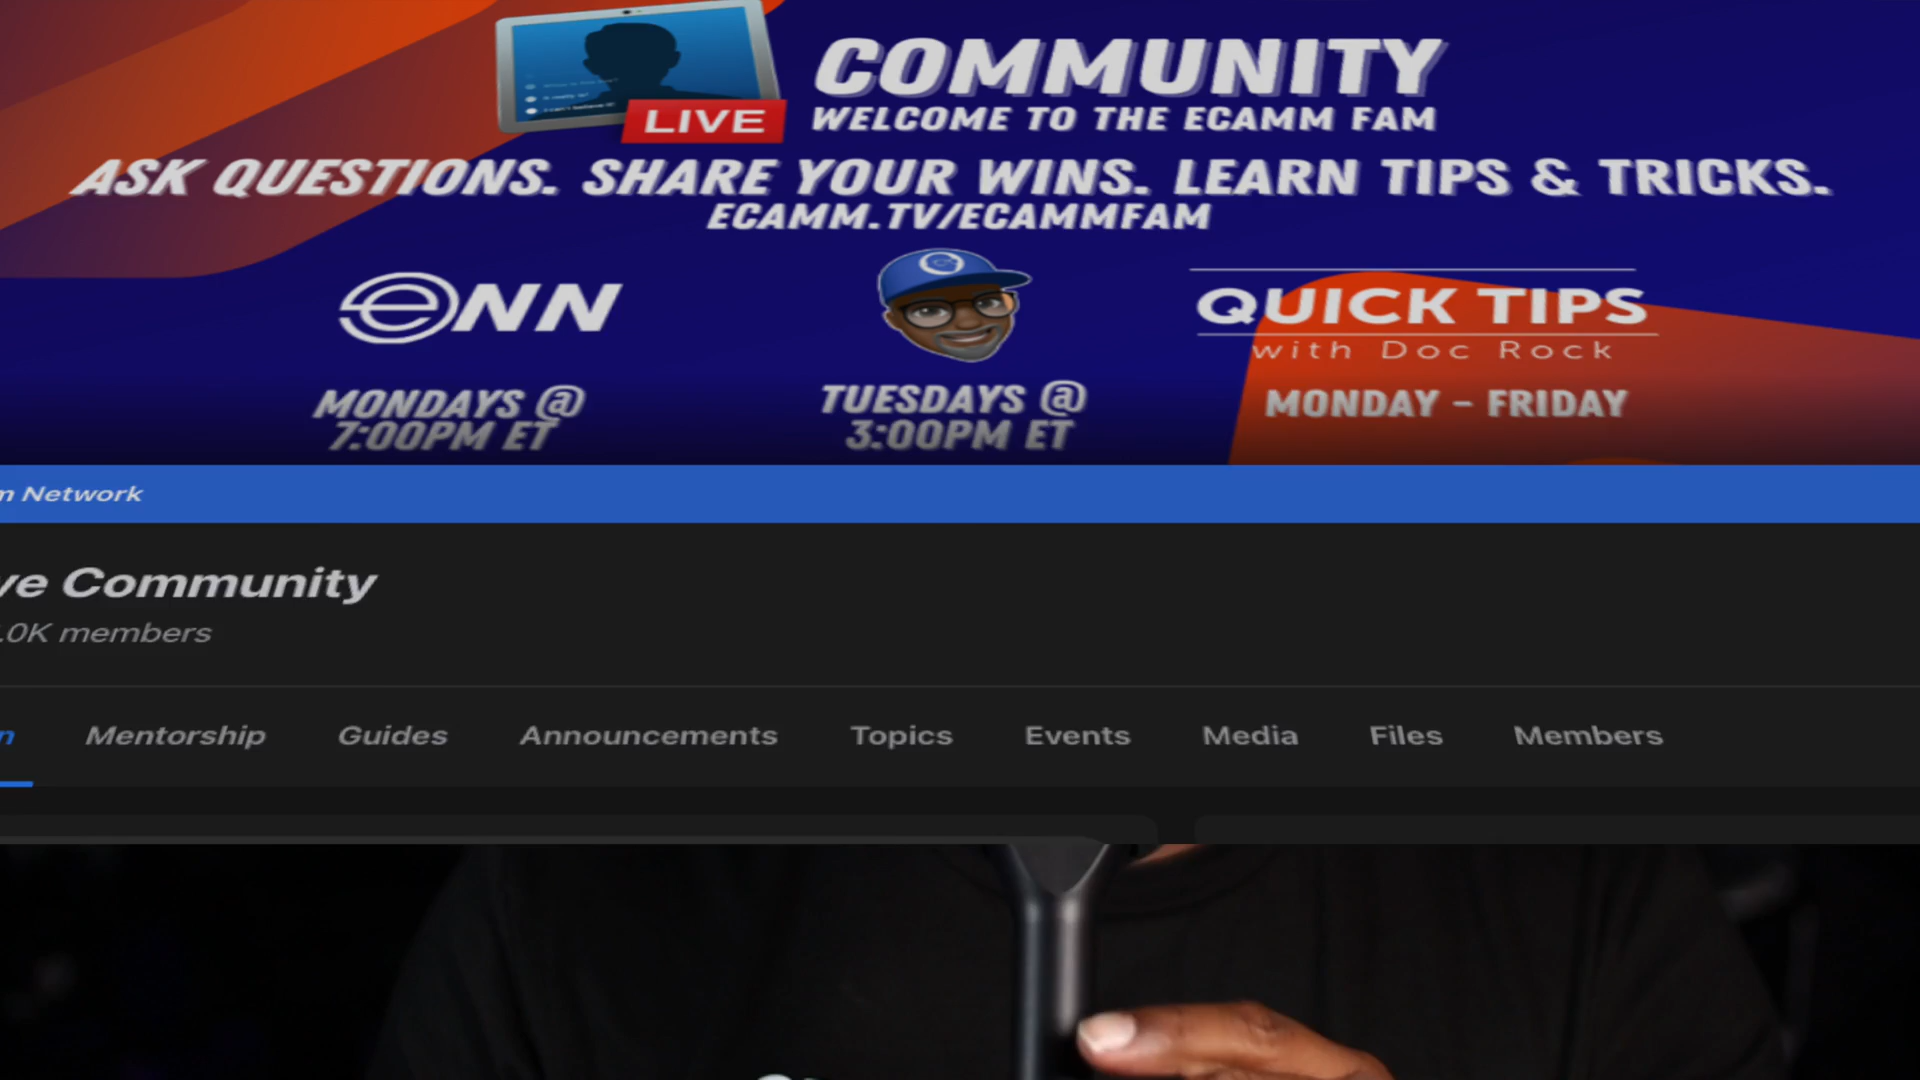 COMMUNITY
LIVE
WELCOME TO THE ECAMM FAM
ASK QUESTIONS. SHARE YOUR WINS. LEARN TIPS & TRICKS.
ECAMM.TV/ECAMMFAM
eNN
QUICK TIPS
with Doc Rock
MONDAYS @
7:00PM ET
TUESDAYS @
3:00PM ET
MONDAY – FRIDAY
Network
Community
.0K members
Mentorship Guides Announcements Topics Events Media Files Members